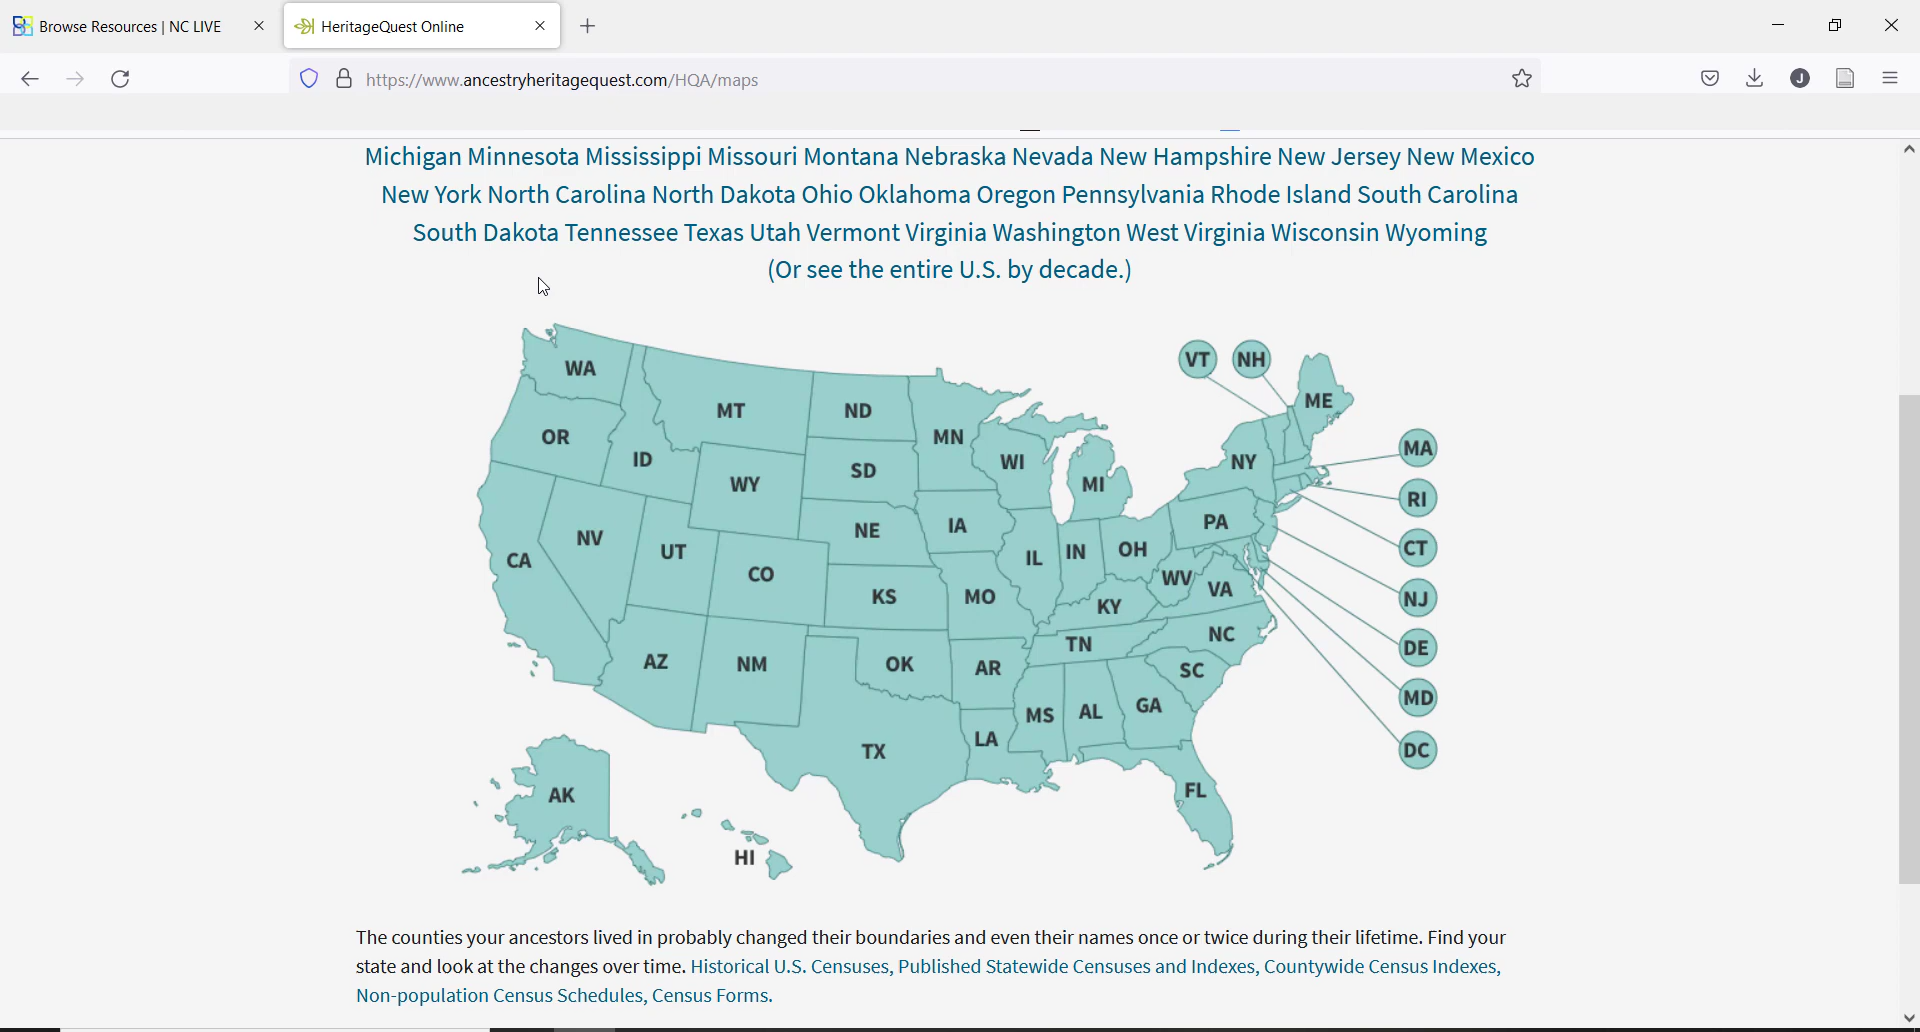 Browse Resources | NC LIVE
HeritageQuest Online
https://www.ancestryheritagequest.com/HQA/maps
J
Michigan Minnesota Mississippi Missouri Montana Nebraska Nevada New Hampshire New Jersey New Mexico
New York North Carolina North Dakota Ohio Oklahoma Oregon Pennsylvania Rhode Island South Carolina
South Dakota Tennessee Texas Utah Vermont Virginia Washington West Virginia Wisconsin Wyoming
(Or see the entire U.S. by decade.)
WA
VT NH
MT
ND
ME
OR
MN
MA
ID
WI
NY
SD
WY
MI
RI
PA
IA
NE
NV
CT
UT
IN
OH
CA
IL
CO
WV
VA
KS
MO
NJ
KY
NC
TN
DE
AZ
NM
OK
AR
SC
MD
GA
MS
AL
LA
TX
DC
FL
AK
HI
The counties your ancestors lived in probably changed their boundaries and even their names once or twice during their lifetime. Find your
state and look at the changes over time. Historical U.S. Censuses, Published Statewide Censuses and Indexes, Countywide Census Indexes,
Non-population Census Schedules, Census Forms.